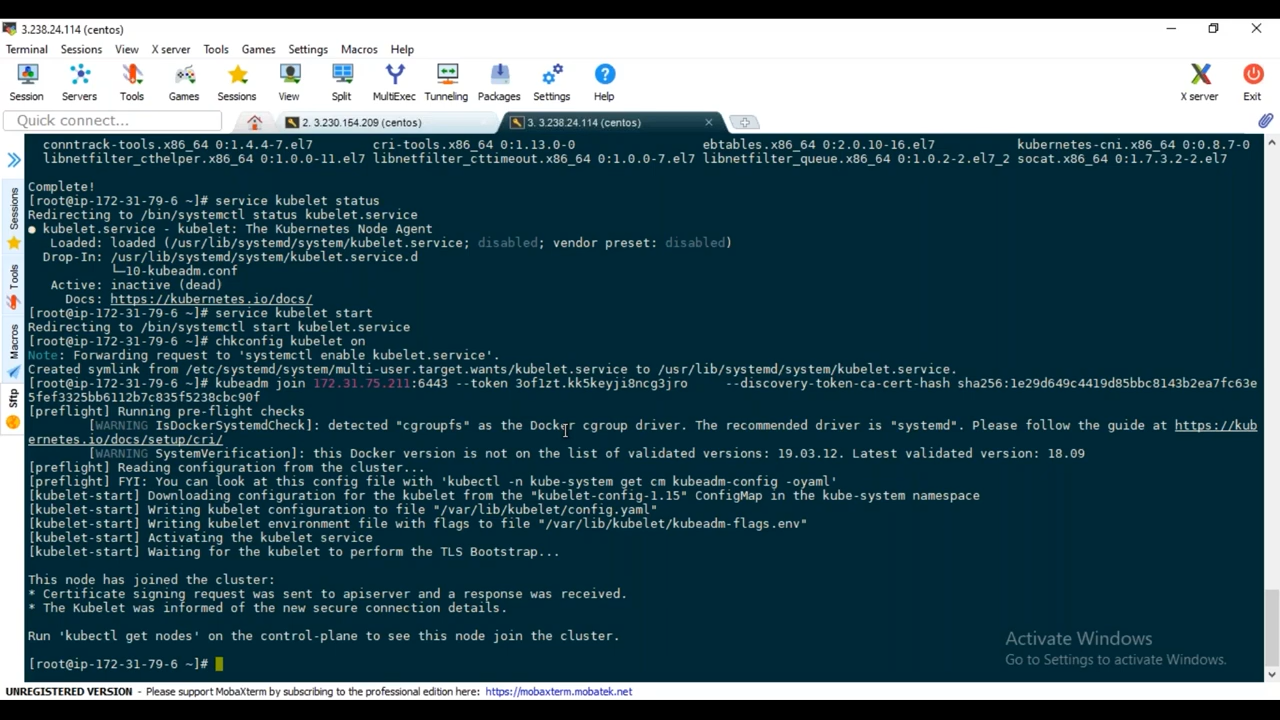 3.238.24.114 (centos)
Terminal Sessions View X server Tools Games Settings Macros Help
Session Servers Tools Games Sessions View Split MultiExec Tunneling Packages Settings Help X server Exit
Quick connect... 2. 3.230.154.209 (centos) 3. 3.238.24.114 (centos)
conntrack-tools.x86_64 0:1.4.4-7.el7 cri-tools.x86_64 0:1.13.0-0 ebtables.x86_64 0:2.0.10-16.el7 kubernetes-cni.x86_64 0:0.8.7-0
libnetfilter_cthelper.x86_64 0:1.0.0-11.el7 libnetfilter_cttimeout.x86_64 0:1.0.0-7.el7 libnetfilter_queue.x86_64 0:1.0.2-2.el7_2 socat.x86_64 0:1.7.3.2-2.el7
Complete!
[root@ip-172-31-79-6 ~]# service kubelet status
Redirecting to /bin/systemctl status kubelet.service
● kubelet.service - kubelet: The Kubernetes Node Agent
Loaded: loaded (/usr/lib/systemd/system/kubelet.service; disabled; vendor preset: disabled)
Drop-In: /usr/lib/systemd/system/kubelet.service.d
└─10-kubeadm.conf
Active: inactive (dead)
Docs: https://kubernetes.io/docs/
[root@ip-172-31-79-6 ~]# service kubelet start
Redirecting to /bin/systemctl start kubelet.service
[root@ip-172-31-79-6 ~]# chkconfig kubelet on
Note: Forwarding request to 'systemctl enable kubelet.service'.
Created symlink from /etc/systemd/system/multi-user.target.wants/kubelet.service to /usr/lib/systemd/system/kubelet.service.
[root@ip-172-31-79-6 ~]# kubeadm join 172.31.75.211:6443 --token 3of1zt.kk5keyji8ncg3jro --discovery-token-ca-cert-hash sha256:1e29d649c4419d85bbc8143b2ea7fc63e
5fef3325bb6112b7c835f5238cbc90f
[preflight] Running pre-flight checks
[WARNING IsDockerSystemdCheck]: detected "cgroupfs" as the Docker cgroup driver. The recommended driver is "systemd". Please follow the guide at https://kub
ernetes.io/docs/setup/cri/
[WARNING SystemVerification]: this Docker version is not on the list of validated versions: 19.03.12. Latest validated version: 18.09
[preflight] Reading configuration from the cluster...
[preflight] FYI: You can look at this config file with 'kubectl -n kube-system get cm kubeadm-config -oyaml'
[kubelet-start] Downloading configuration for the kubelet from the "kubelet-config-1.15" ConfigMap in the kube-system namespace
[kubelet-start] Writing kubelet configuration to file "/var/lib/kubelet/config.yaml"
[kubelet-start] Writing kubelet environment file with flags to file "/var/lib/kubelet/kubeadm-flags.env"
[kubelet-start] Activating the kubelet service
[kubelet-start] Waiting for the kubelet to perform the TLS Bootstrap...
This node has joined the cluster:
* Certificate signing request was sent to apiserver and a response was received.
* The Kubelet was informed of the new secure connection details.
Run 'kubectl get nodes' on the control-plane to see this node join the cluster.
[root@ip-172-31-79-6 ~]#
Sessions
Tools
Macros
Sftp
Activate Windows
Go to Settings to activate Windows.
UNREGISTERED VERSION - Please support MobaXterm by subscribing to the professional edition here: https://mobaxterm.mobatek.net